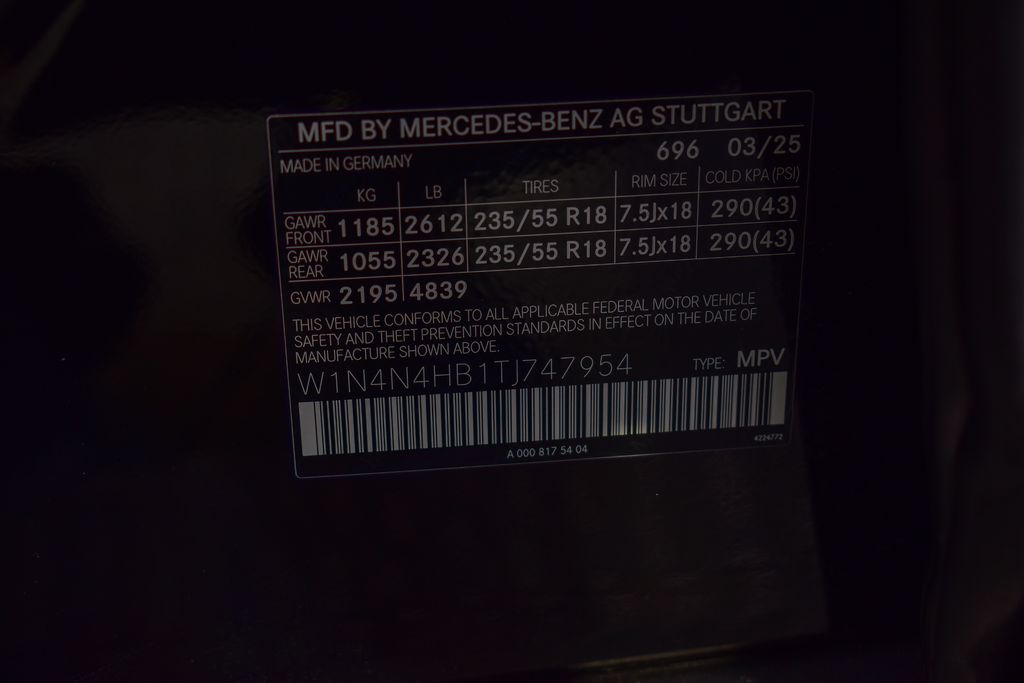 MFD BY MERCEDES-BENZ AG STUTTGART
MADE IN GERMANY 696 03/25
KG LB TIRES RIM SIZE COLD KPA (PSI)
GAWR FRONT 1185 2612 235/55 R18 7.5Jx18 290(43)
GAWR REAR 1055 2326 235/55 R18 7.5Jx18 290(43)
GVWR 2195 4839
THIS VEHICLE CONFORMS TO ALL APPLICABLE FEDERAL MOTOR VEHICLE
SAFETY AND THEFT PREVENTION STANDARDS IN EFFECT ON THE DATE OF
MANUFACTURE SHOWN ABOVE.
W1N4N4HB1TJ747954 TYPE: MPV
A 000 817 54 04 4224772